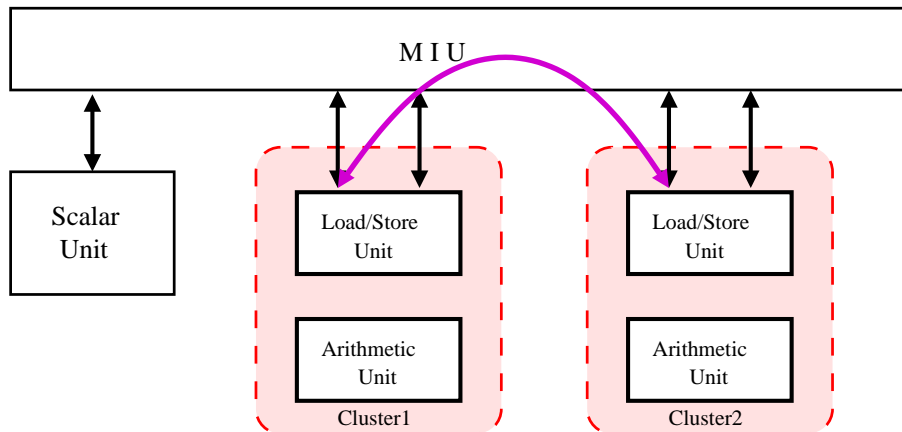 M I U
Scalar
Unit
Load/Store
Unit
Arithmetic
Unit
Cluster1
Load/Store
Unit
Arithmetic
Unit
Cluster2